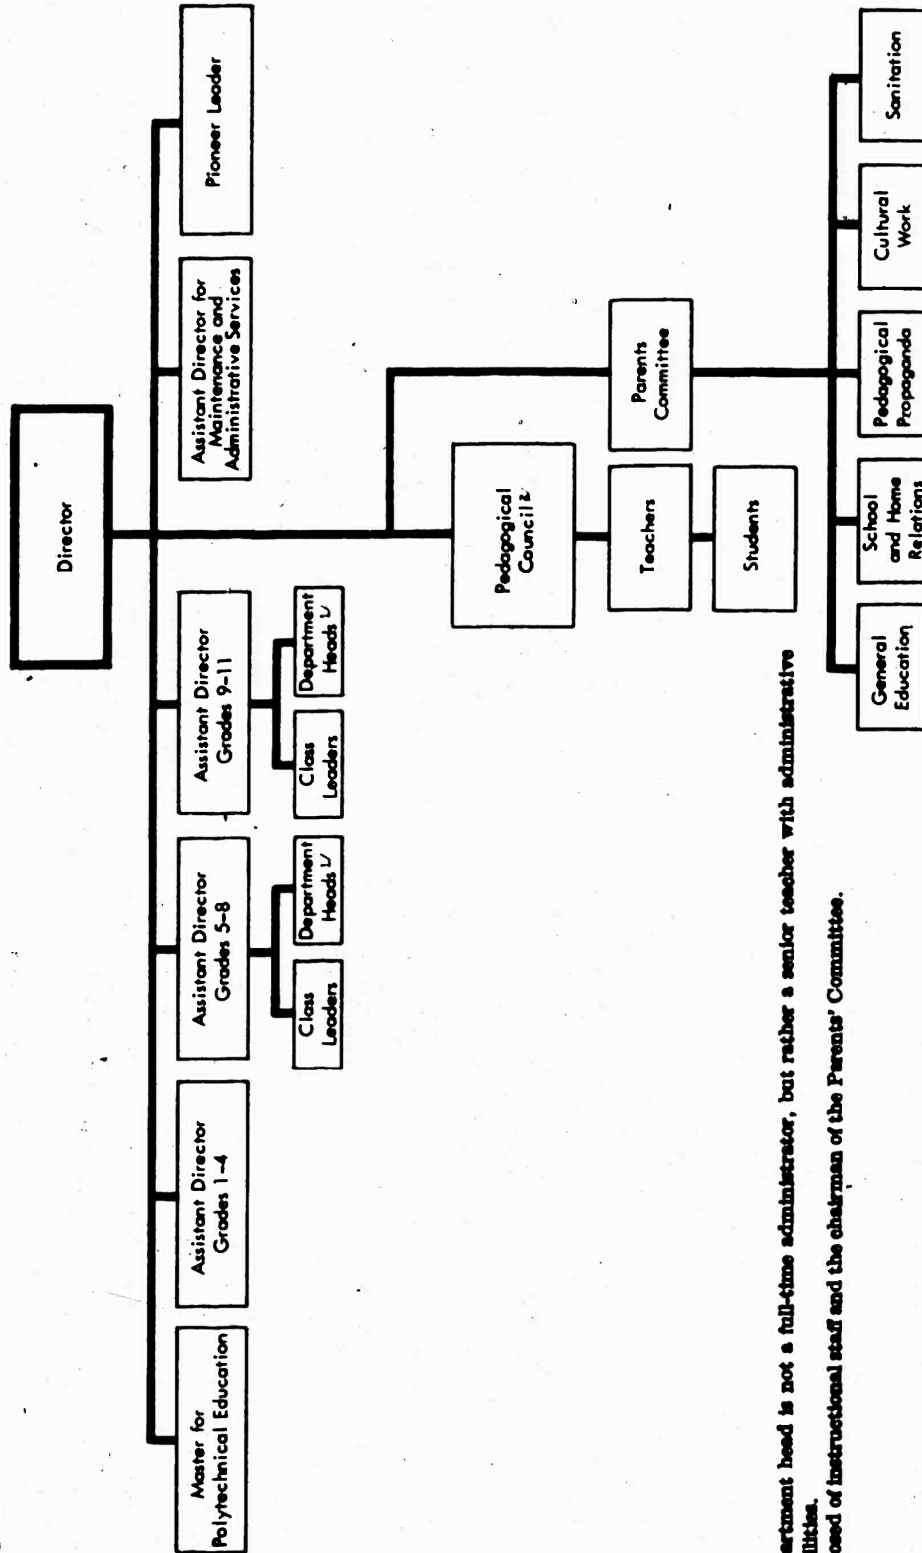 Director
Master for
Polytechnical Education
Assistant Director
Grades 1-4
Assistant Director
Grades 5-8
Assistant Director
Grades 9-11
Assistant Director for
Maintenance and
Administrative Services
Pioneer Leader
Class
Leaders
Department
Heads 1/
Class
Leaders
Department
Heads 1/
Pedagogical
Council 2/
Teachers
Students
Parents
Committee
General
Education
School
and Home
Relations
Pedagogical
Propaganda
Cultural
Work
Sanitation
artment head is not a full-time administrator, but rather a senior teacher with administrative
ilities.
osed of instructional staff and the chairman of the Parents' Committee.